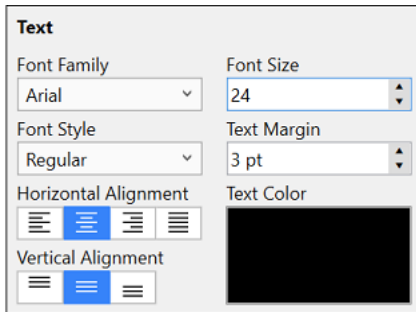 Text
Font Family Font Size
Arial 24
Font Style Text Margin
Regular 3 pt
Horizontal Alignment Text Color
Vertical Alignment